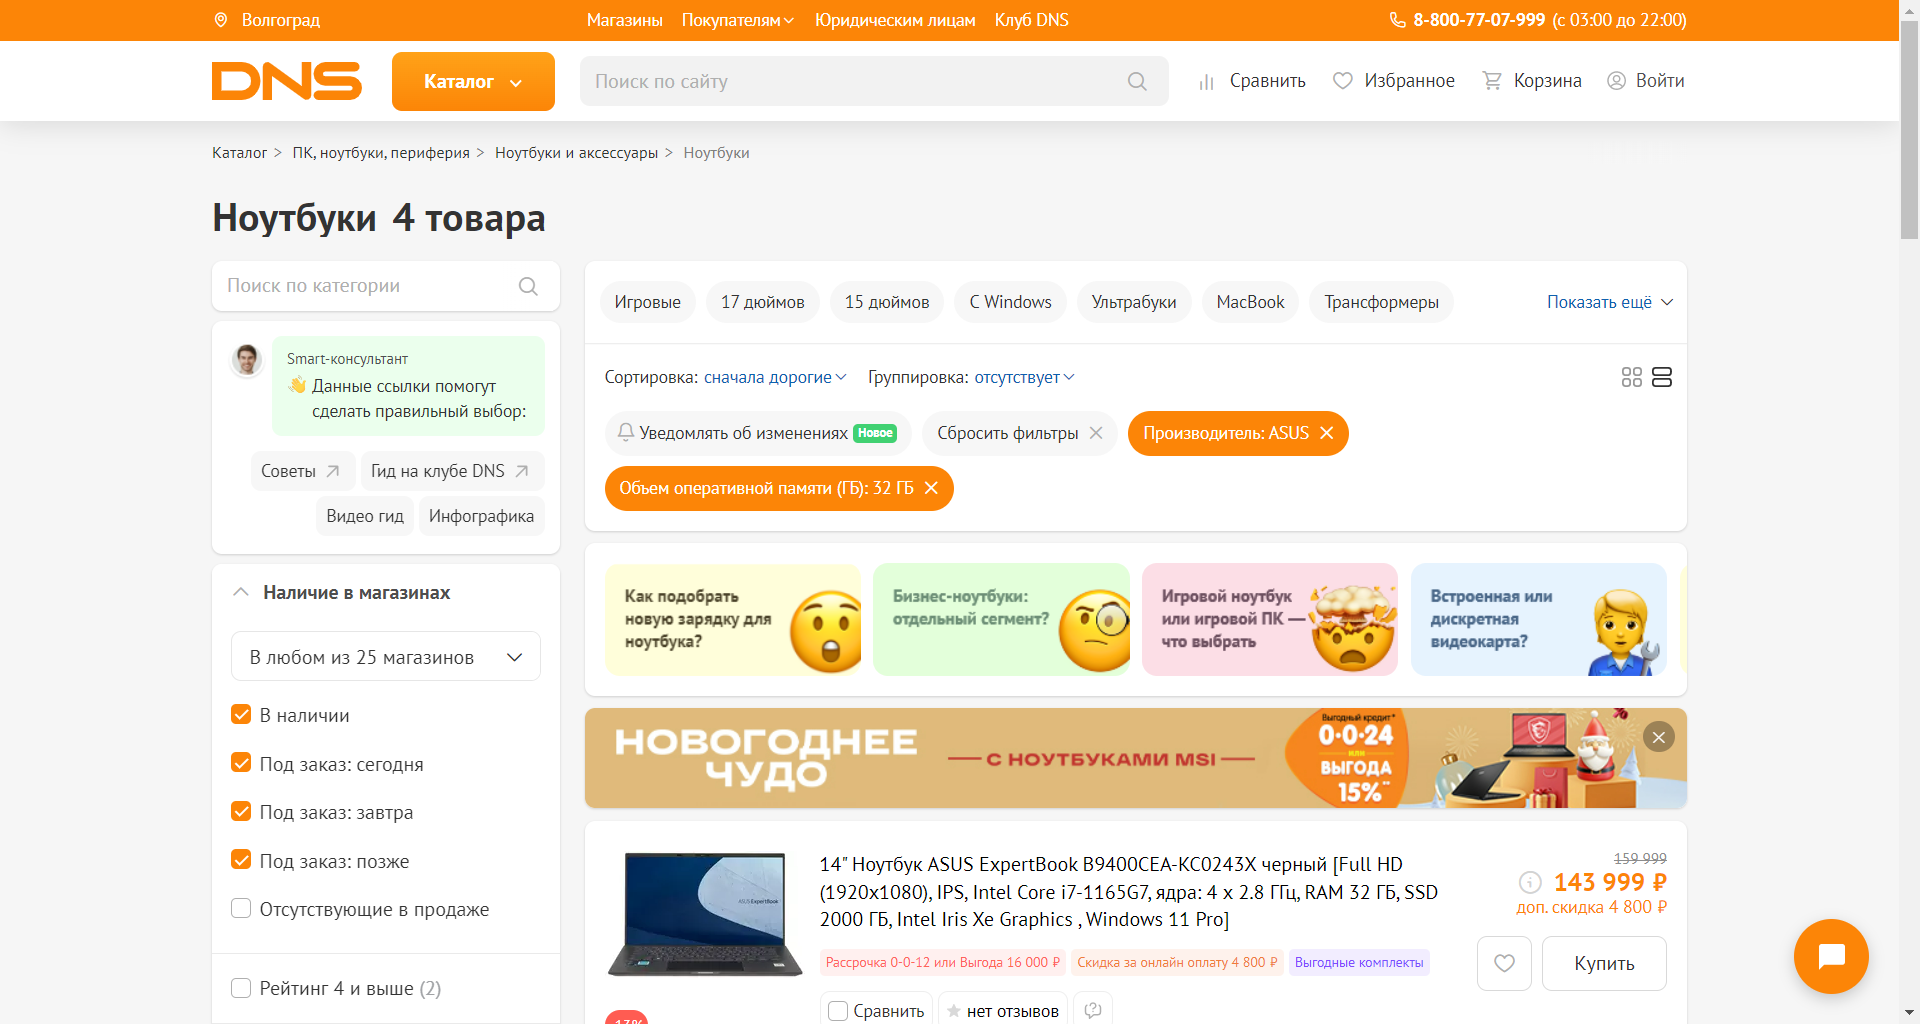 Волгоград
Магазины Покупателям Юридическим лицам Клуб DNS
8-800-77-07-999 (с 03:00 до 22:00)
DNS
Каталог
Поиск по сайту
Сравнить Избранное Корзина Войти
Каталог > ПК, ноутбуки, периферия > Ноутбуки и аксессуары > Ноутбуки
Ноутбуки 4 товара
Поиск по категории
Smart-консультант
👋 Данные ссылки помогут
сделать правильный выбор:
Советы Гид на клубе DNS
Видео гид Инфографика
Наличие в магазинах
В любом из 25 магазинов
В наличии
Под заказ: сегодня
Под заказ: завтра
Под заказ: позже
Отсутствующие в продаже
Рейтинг 4 и выше (2)
Игровые 17 дюймов 15 дюймов С Windows Ультрабуки MacBook Трансформеры Показать ещё
Сортировка: сначала дорогие Группировка: отсутствует
Уведомлять об изменениях Новое Сбросить фильтры Производитель: ASUS
Объем оперативной памяти (ГБ): 32 ГБ
Как подобрать
новую зарядку для
ноутбука?
Бизнес-ноутбуки:
отдельный сегмент?
Игровой ноутбук
или игровой ПК —
что выбрать
Встроенная или
дискретная
видеокарта?
НОВОГОДНЕЕ
ЧУДО
С НОУТБУКАМИ MSI
Выгодный кредит*
0-0-24
или
ВЫГОДА
15%**
ASUS ExpertBook
14" Ноутбук ASUS ExpertBook B9400CEA-KC0243X черный [Full HD
(1920x1080), IPS, Intel Core i7-1165G7, ядра: 4 х 2.8 ГГц, RAM 32 ГБ, SSD
2000 ГБ, Intel Iris Xe Graphics , Windows 11 Pro]
Рассрочка 0-0-12 или Выгода 16 000 ₽ Скидка за онлайн оплату 4 800 ₽ Выгодные комплекты
Сравнить нет отзывов
159 999
143 999 ₽
доп. скидка 4 800 ₽
Купить
-13%